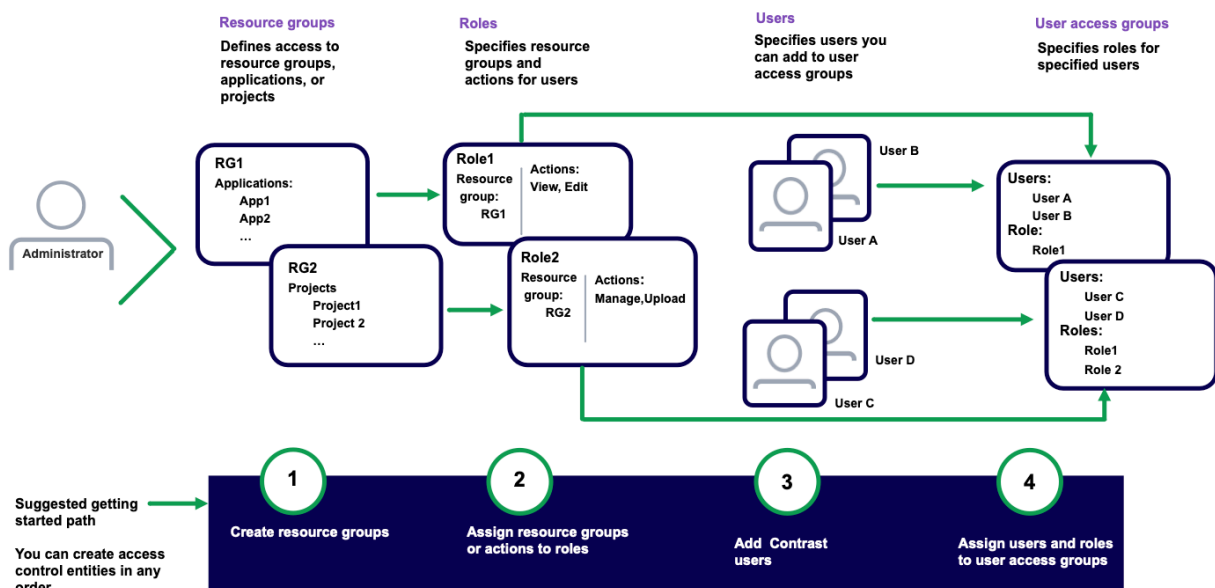 Resource groups
Defines access to
resource groups,
applications, or
projects
Roles
Specifies resource
groups and
actions for users
Users
Specifies users you
can add to user
access groups
User access groups
Specifies roles for
specified users
Administrator
RG1
Applications:
App1
App2
...
RG2
Projects
Project1
Project 2
...
Role1
Resource
group:
RG1
Actions:
View, Edit
Role2
Resource
group:
RG2
Actions:
Manage,Upload
User B
User A
User D
User C
Users:
User A
User B
Role:
Role1
Users:
User C
User D
Roles:
Role1
Role 2
Suggested getting
started path
You can create access
control entities in any
order
1
Create resource groups
2
Assign resource groups
or actions to roles
3
Add Contrast
users
4
Assign users and roles
to user access groups